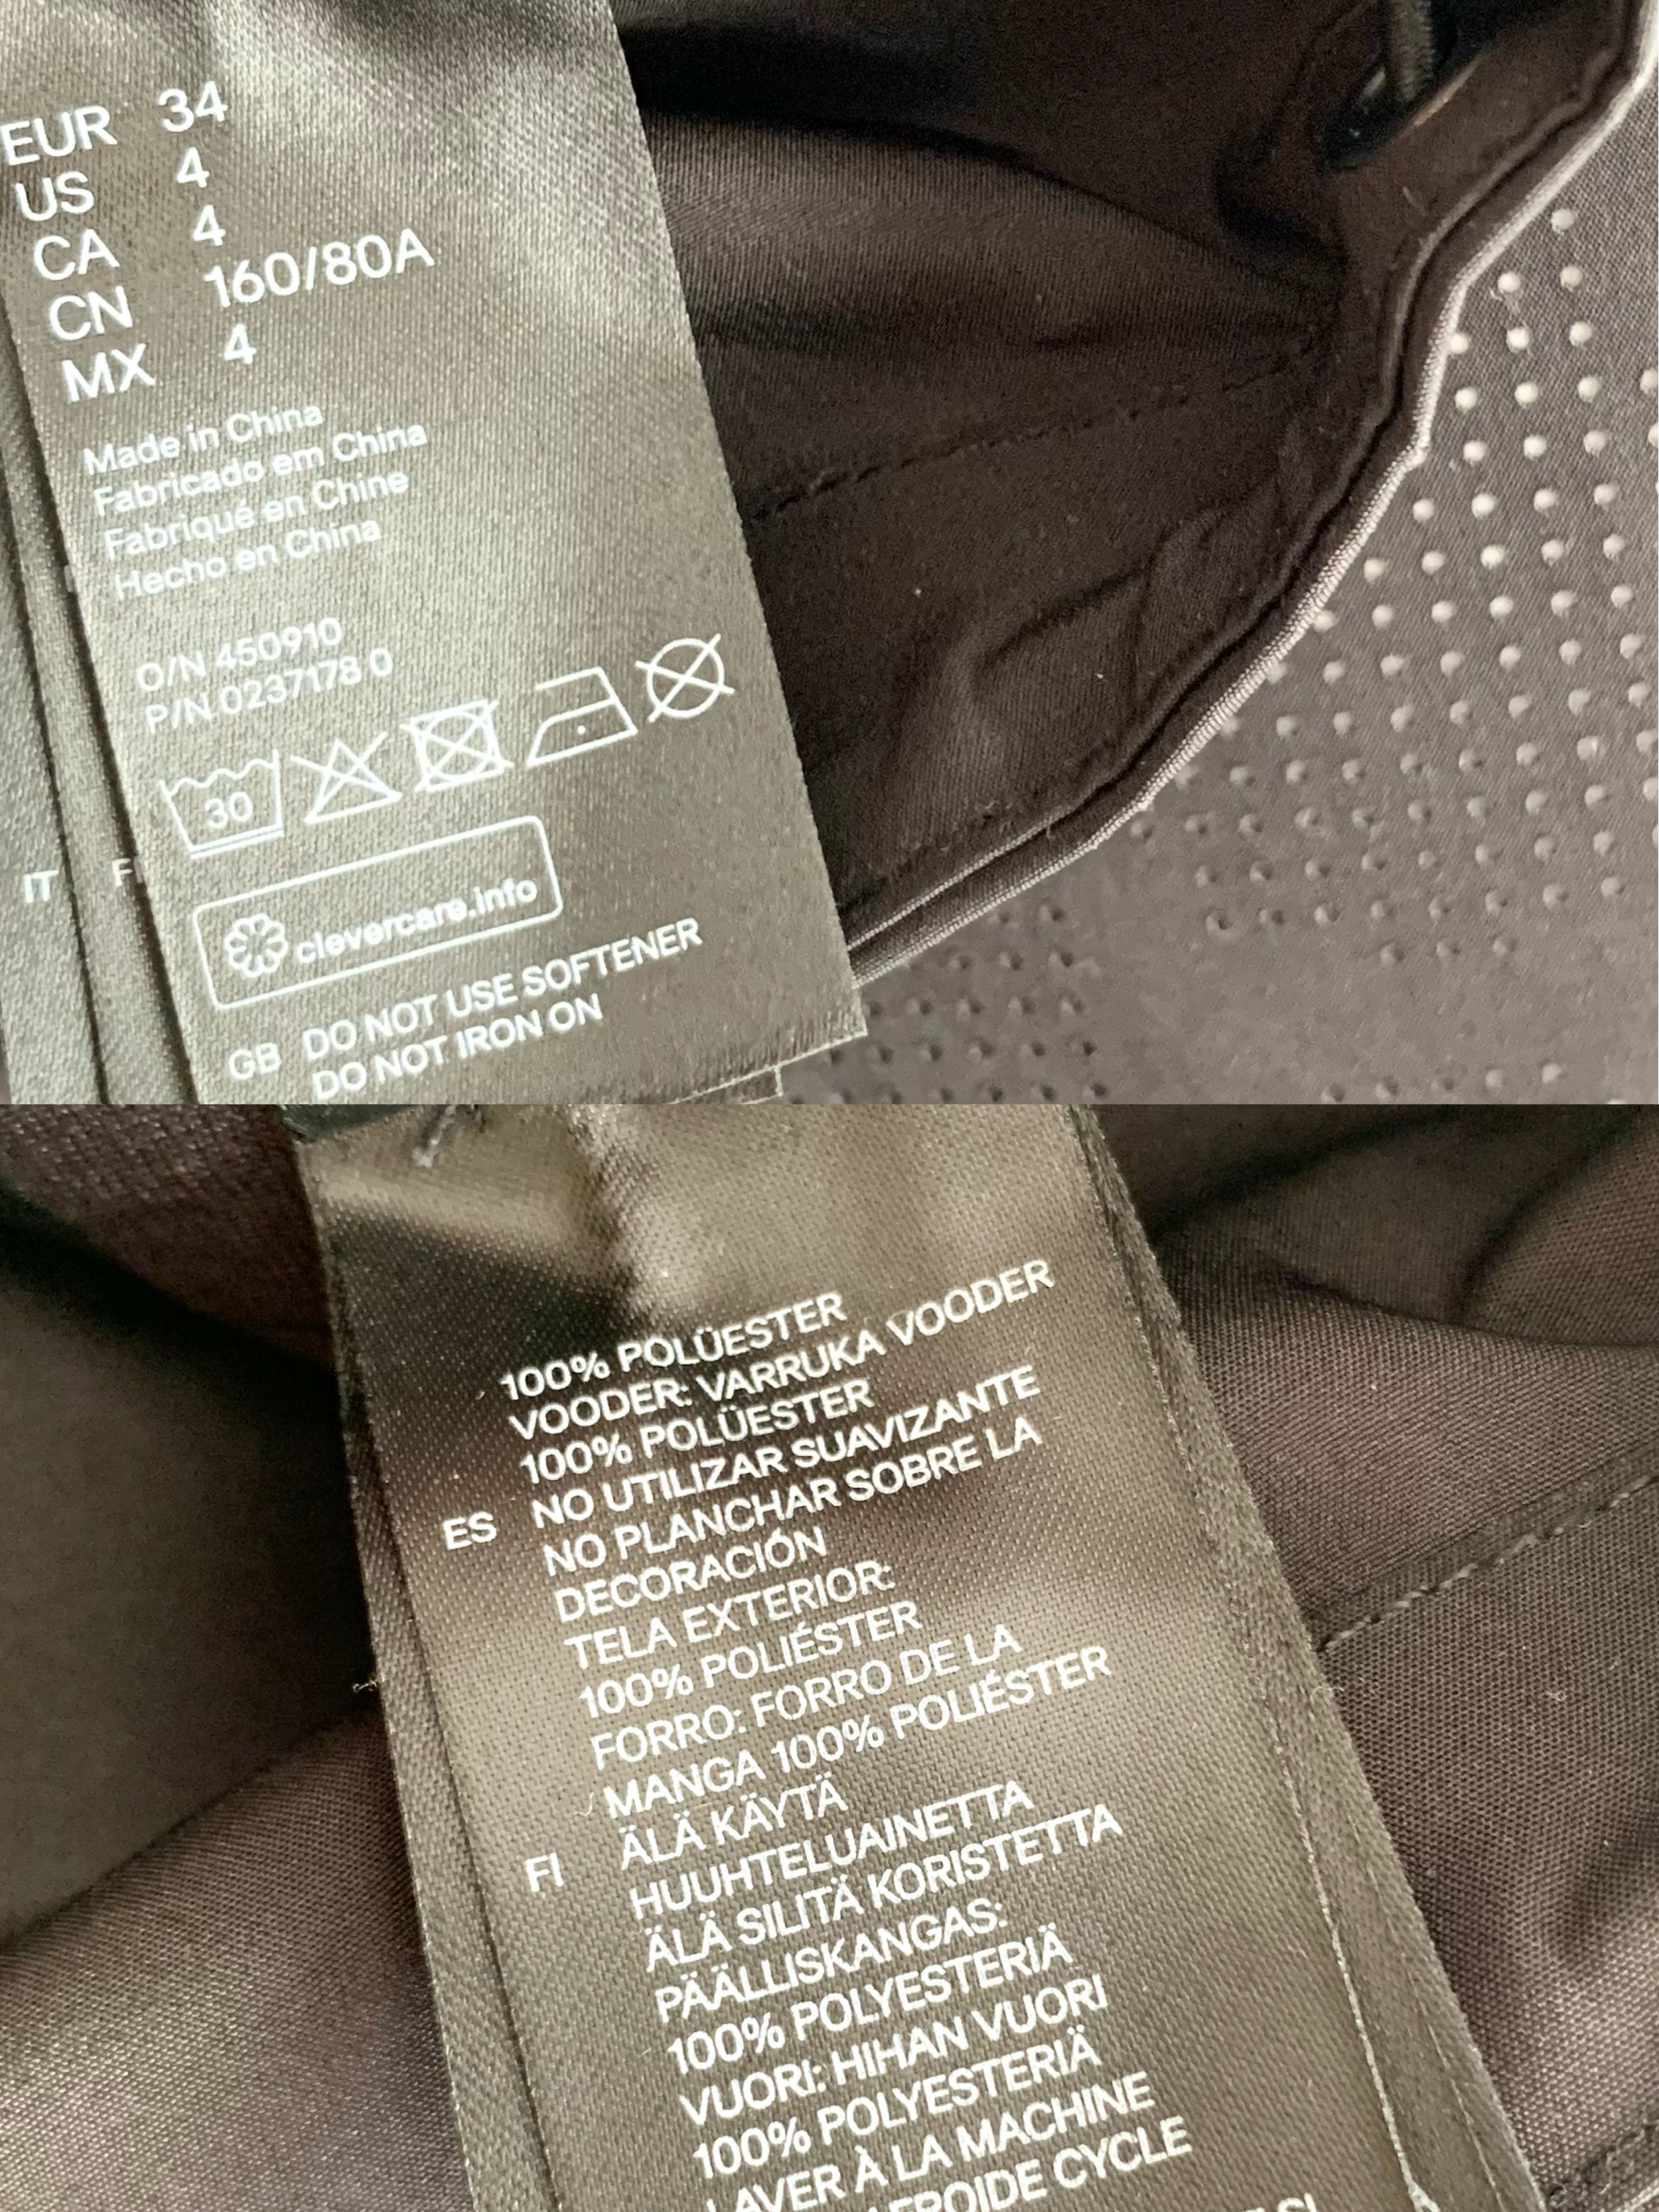 EUR 34
US 4
CA 4
CN 160/80A
MX 4
Made in China
Fabricado em China
Fabriqué en Chine
Hecho en China
O/N 450910
P/N 0237178 0
30
clevercare.info
GB DO NOT USE SOFTENER
DO NOT IRON ON
IT
F
100% POLÜESTER
VOODER: VARRUKA VOODER
100% POLÜESTER
ES NO UTILIZAR SUAVIZANTE
NO PLANCHAR SOBRE LA
DECORACIÓN
TELA EXTERIOR:
100% POLIÉSTER
FORRO: FORRO DE LA
MANGA 100% POLIÉSTER
FI ÄLÄ KÄYTÄ
HUUHTELUAINETTA
ÄLÄ SILITÄ KORISTETTA
PÄÄLLISKANGAS:
100% POLYESTERIÄ
VUORI: HIHAN VUORI
100% POLYESTERIÄ
LAVER À LA MACHINE
FROIDE CYCLE